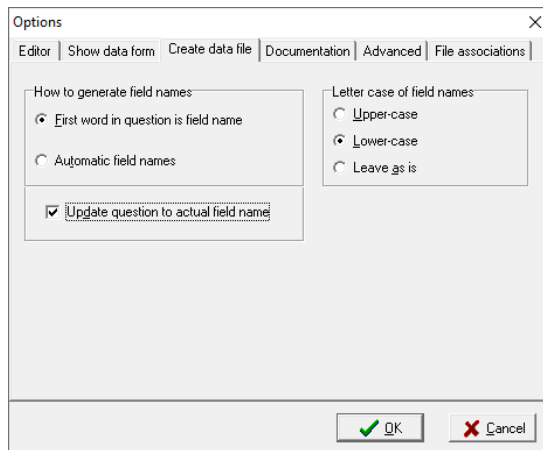 Options
Editor Show data form Create data file Documentation Advanced File associations
How to generate field names
First word in question is field name
Automatic field names
Update question to actual field name
Letter case of field names
Upper-case
Lower-case
Leave as is
OK Cancel